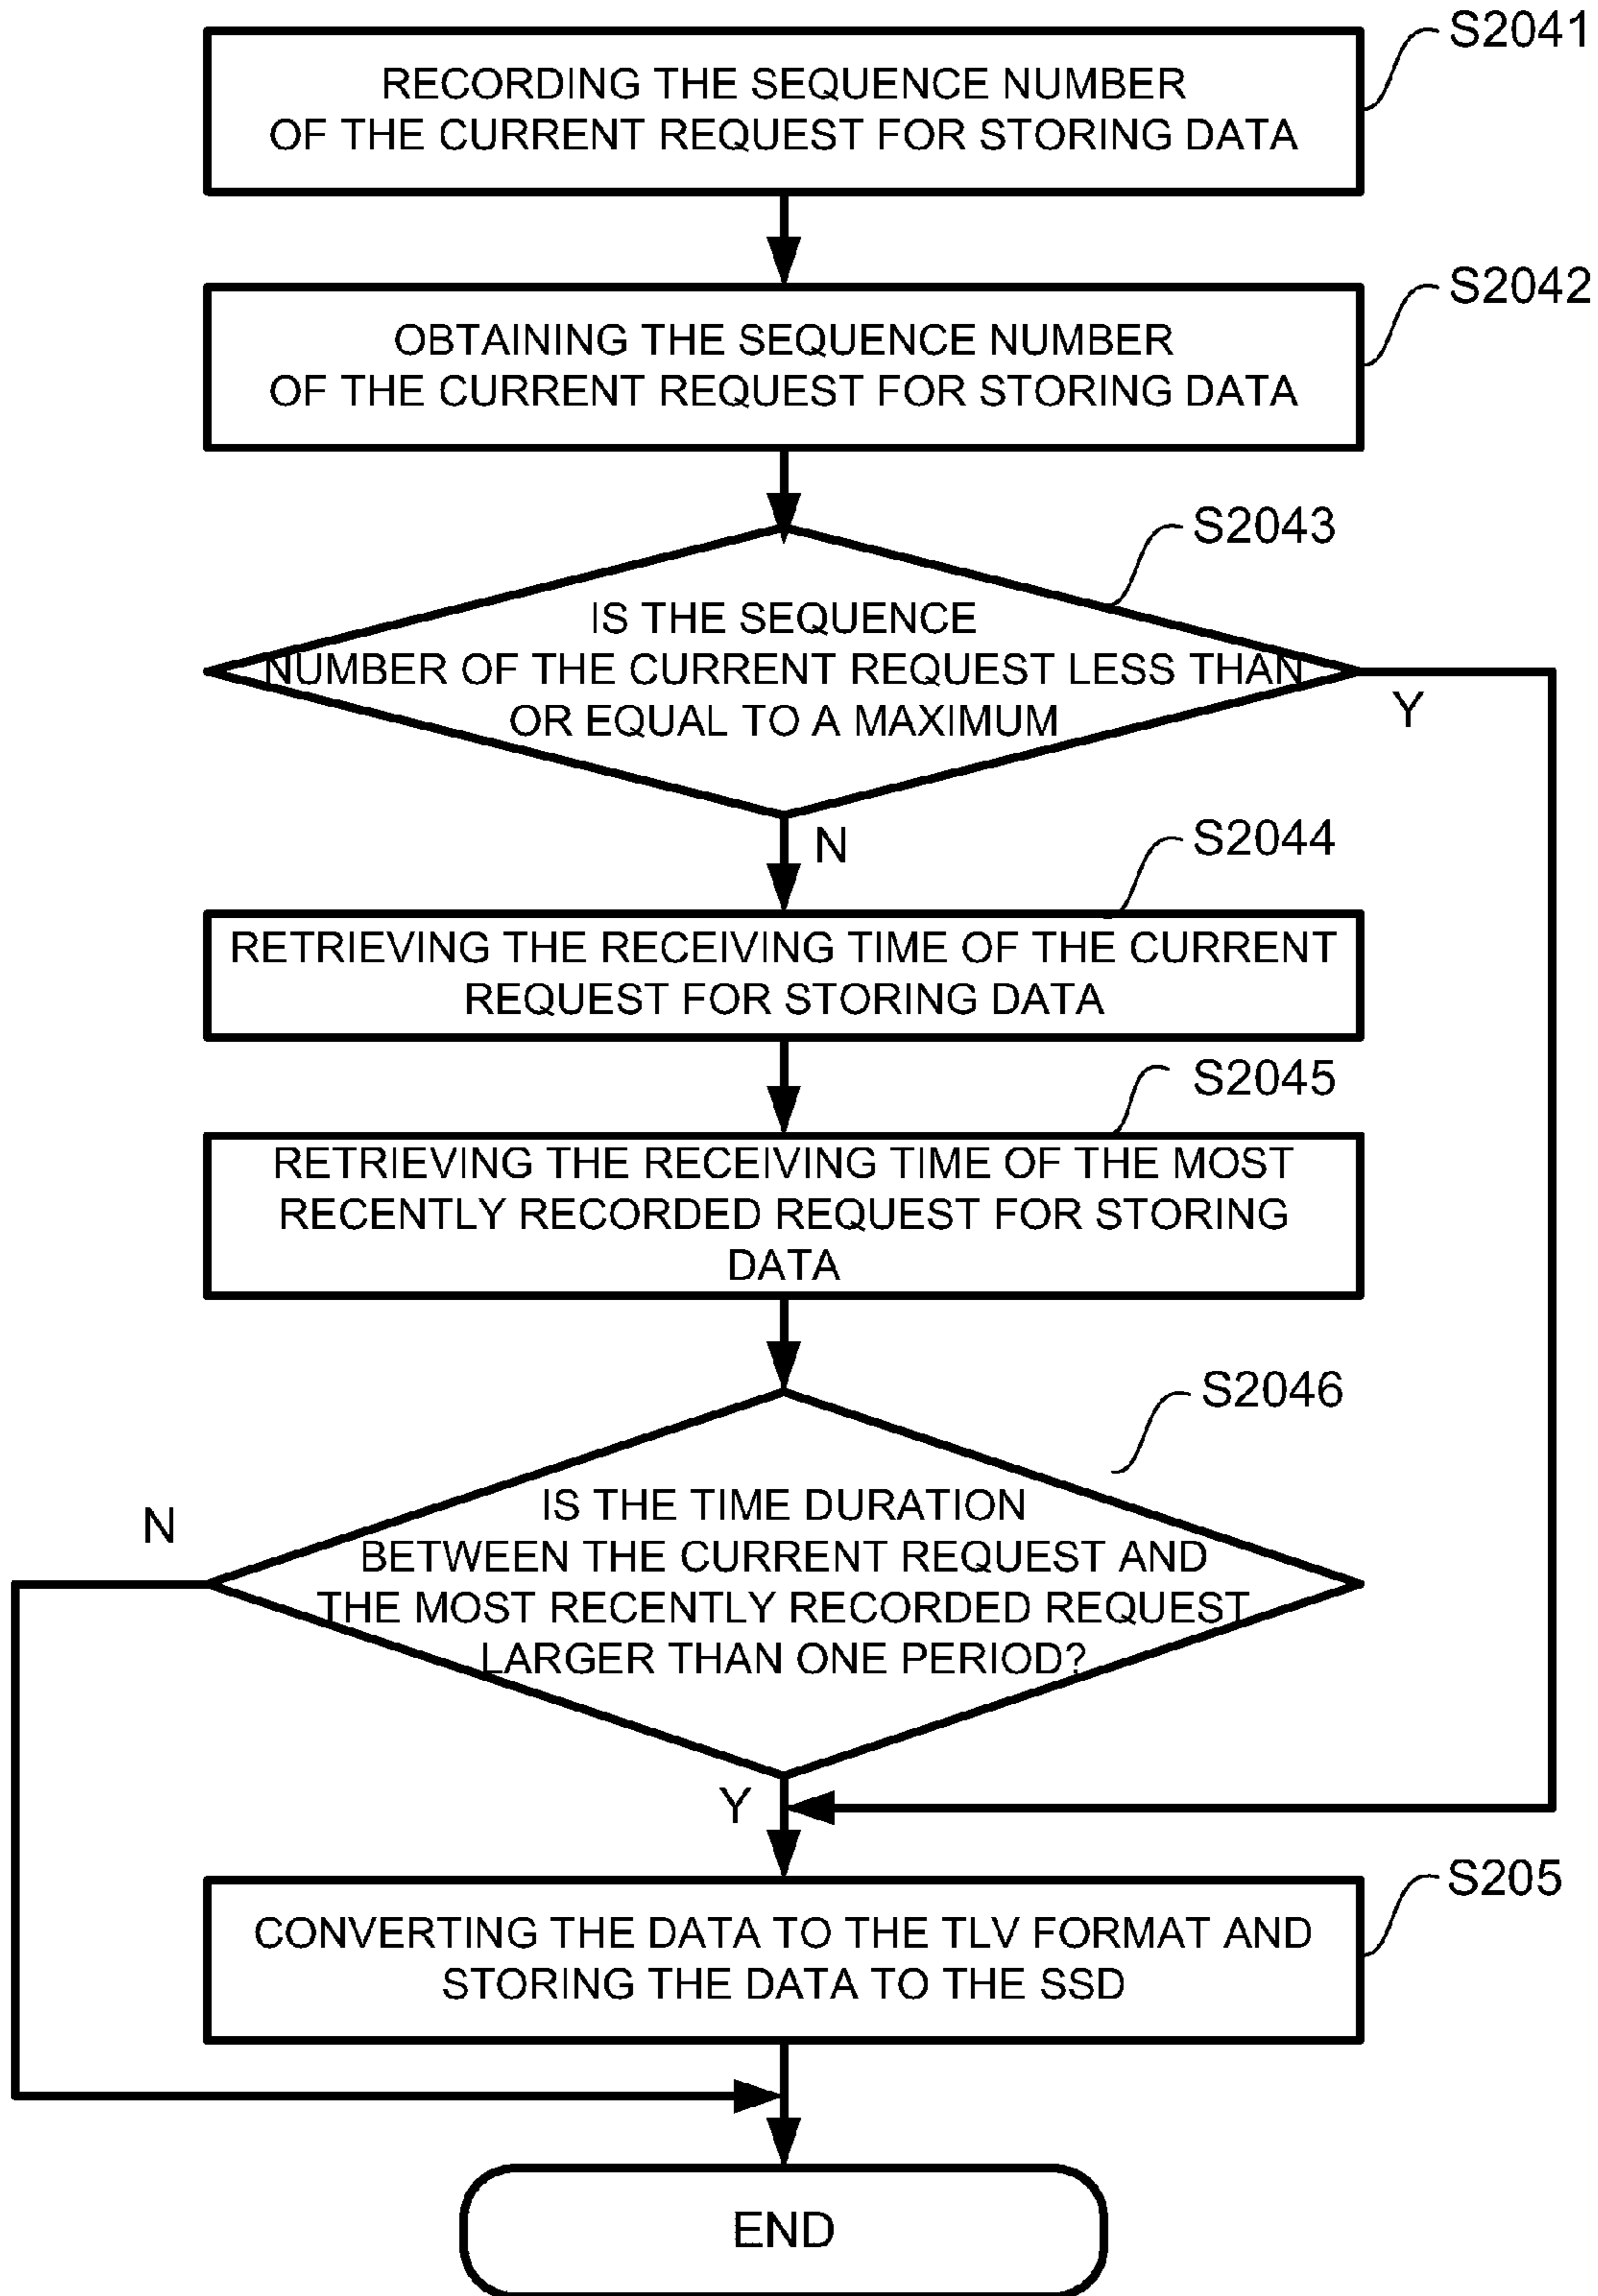 S2041
RECORDING THE SEQUENCE NUMBER
OF THE CURRENT REQUEST FOR STORING DATA
S2042
OBTAINING THE SEQUENCE NUMBER
OF THE CURRENT REQUEST FOR STORING DATA
S2043
IS THE SEQUENCE
NUMBER OF THE CURRENT REQUEST LESS THAN
OR EQUAL TO A MAXIMUM
Y
N
S2044
RETRIEVING THE RECEIVING TIME OF THE CURRENT
REQUEST FOR STORING DATA
S2045
RETRIEVING THE RECEIVING TIME OF THE MOST
RECENTLY RECORDED REQUEST FOR STORING
DATA
S2046
IS THE TIME DURATION
BETWEEN THE CURRENT REQUEST AND
THE MOST RECENTLY RECORDED REQUEST
LARGER THAN ONE PERIOD?
N
Y
S205
CONVERTING THE DATA TO THE TLV FORMAT AND
STORING THE DATA TO THE SSD
END